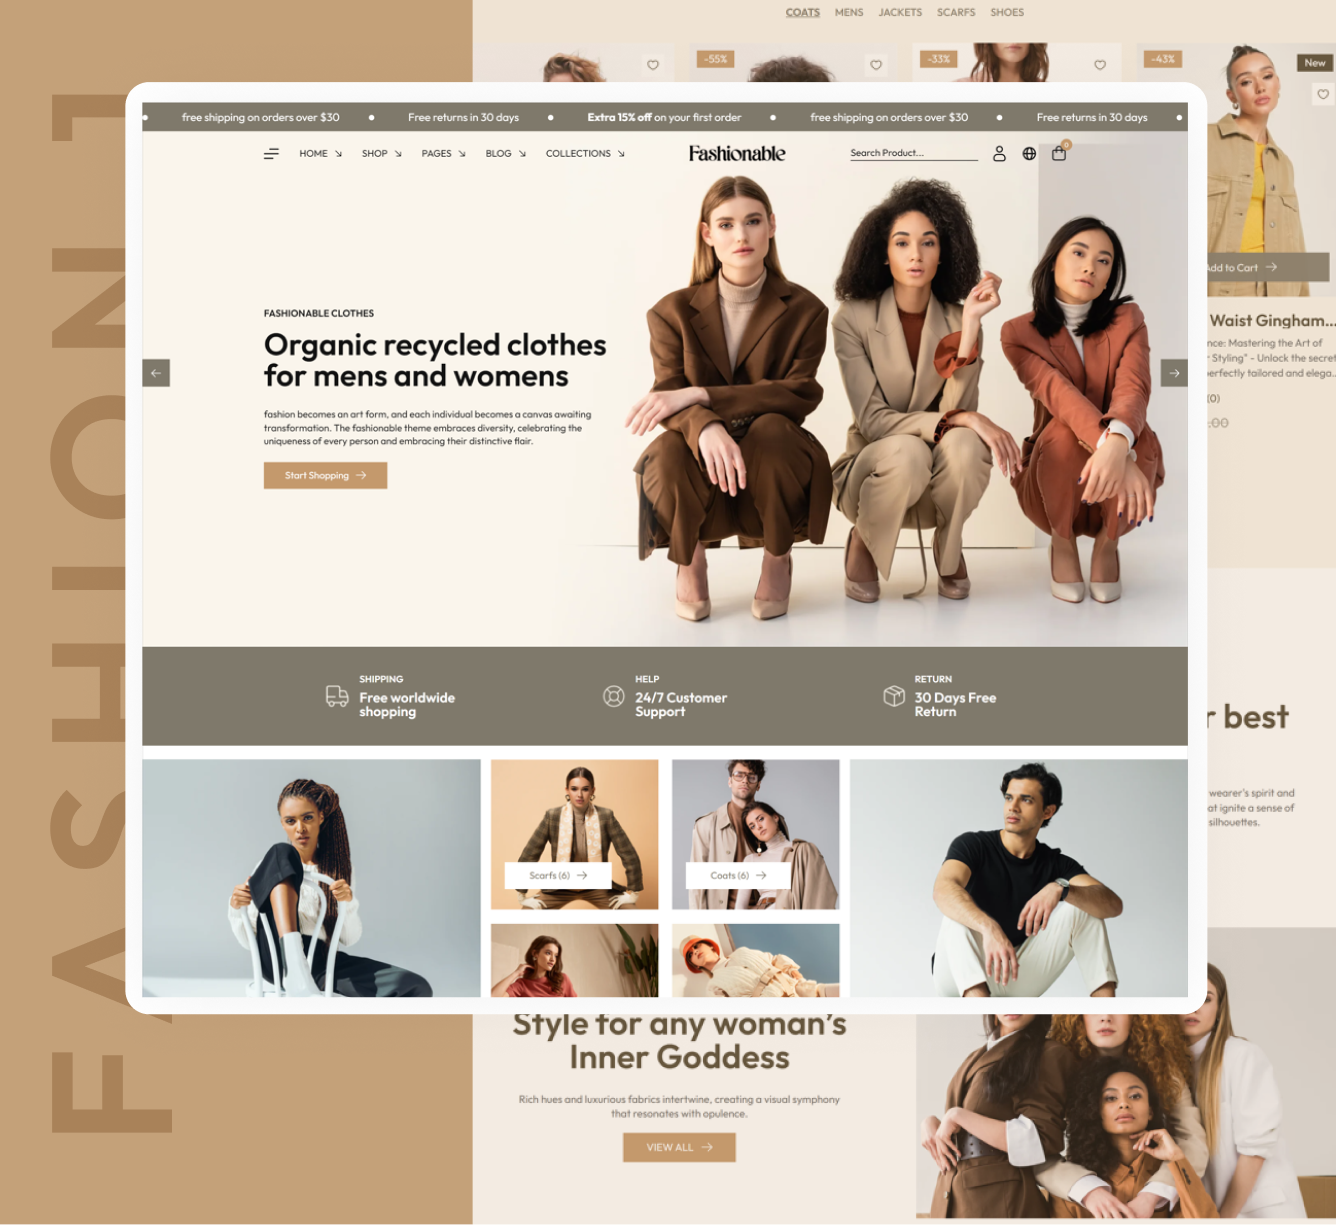 COATS MENS JACKETS SCARFS SHOES
-55%
-33%
-43%
New
free shipping on orders over $30
Free returns in 30 days
Extra 15% off on your first order
free shipping on orders over $30
Free returns in 30 days
HOME SHOP PAGES BLOG COLLECTIONS
Fashionable
Search Product...
0
FASHIONABLE CLOTHES
Organic recycled clothes
for mens and womens
fashion becomes an art form, and each individual becomes a canvas awaiting
transformation. The fashionable theme embraces diversity, celebrating the
uniqueness of every person and embracing their distinctive flair.
Start Shopping
Add to Cart
Waist Gingham...
nce: Mastering the Art of
Styling" - Unlock the secret
perfectly tailored and elega...
(0)
.00
SHIPPING
Free worldwide
shopping
HELP
24/7 Customer
Support
RETURN
30 Days Free
Return
r best
wearer's spirit and
at ignite a sense of
silhouettes.
Scarfs (6)
Coats (6)
Style for any woman's
Inner Goddess
Rich hues and luxurious fabrics intertwine, creating a visual symphony
that resonates with opulence.
VIEW ALL
FASHION